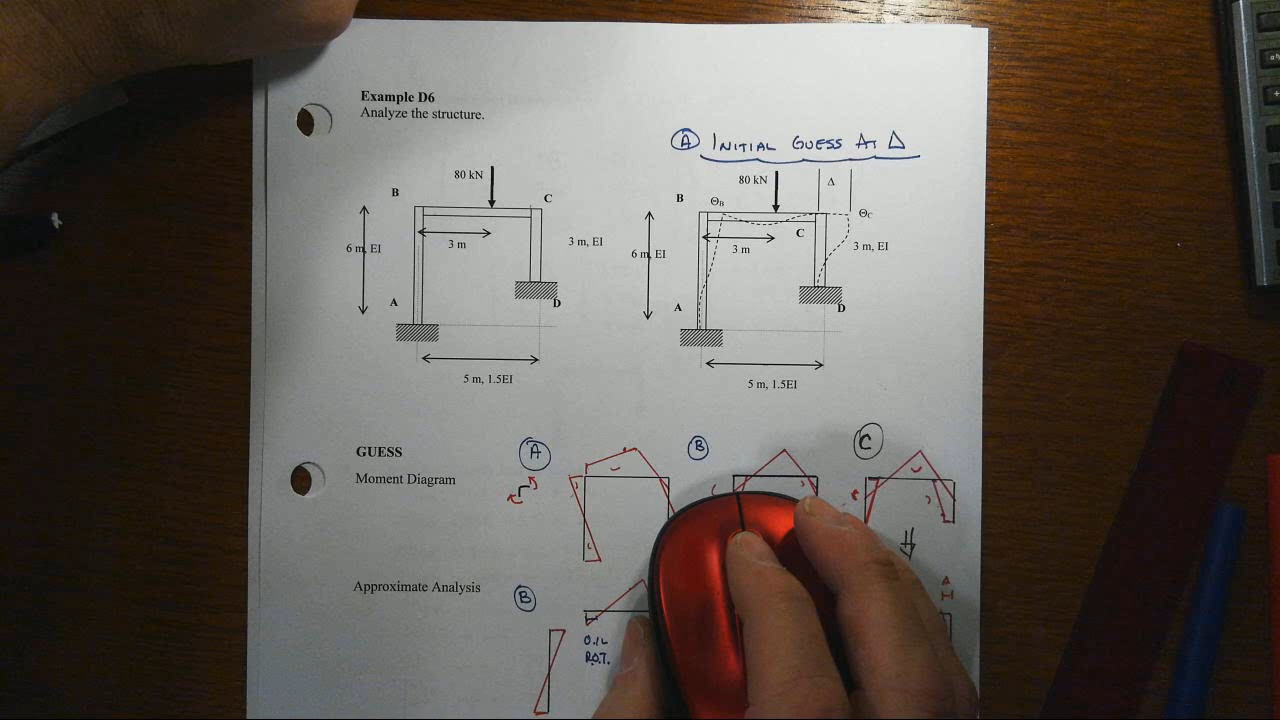 Example D6
Analyze the structure.
Ⓐ INITIAL GUESS AT Δ
80 kN
B
C
6 m, EI
3 m
3 m, EI
A
D
5 m, 1.5EI
80 kN
Δ
B
ΘB
ΘC
C
6 m, EI
3 m
3 m, EI
A
D
5 m, 1.5EI
GUESS
Moment Diagram
Ⓐ
Ⓑ
Ⓒ
Approximate Analysis
Ⓑ
0.1L